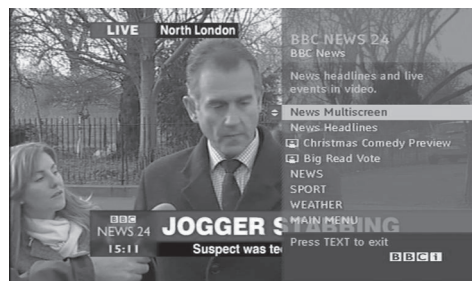 LIVE North London
BBC NEWS 24
BBC News
News headlines and live
events in video.
News Multiscreen
News Headlines
Christmas Comedy Preview
Big Read Vote
NEWS
SPORT
WEATHER
MAIN MENU
Press TEXT to exit
BBCi
BBC
NEWS 24
15:11
JOGGER STABBING
Suspect was